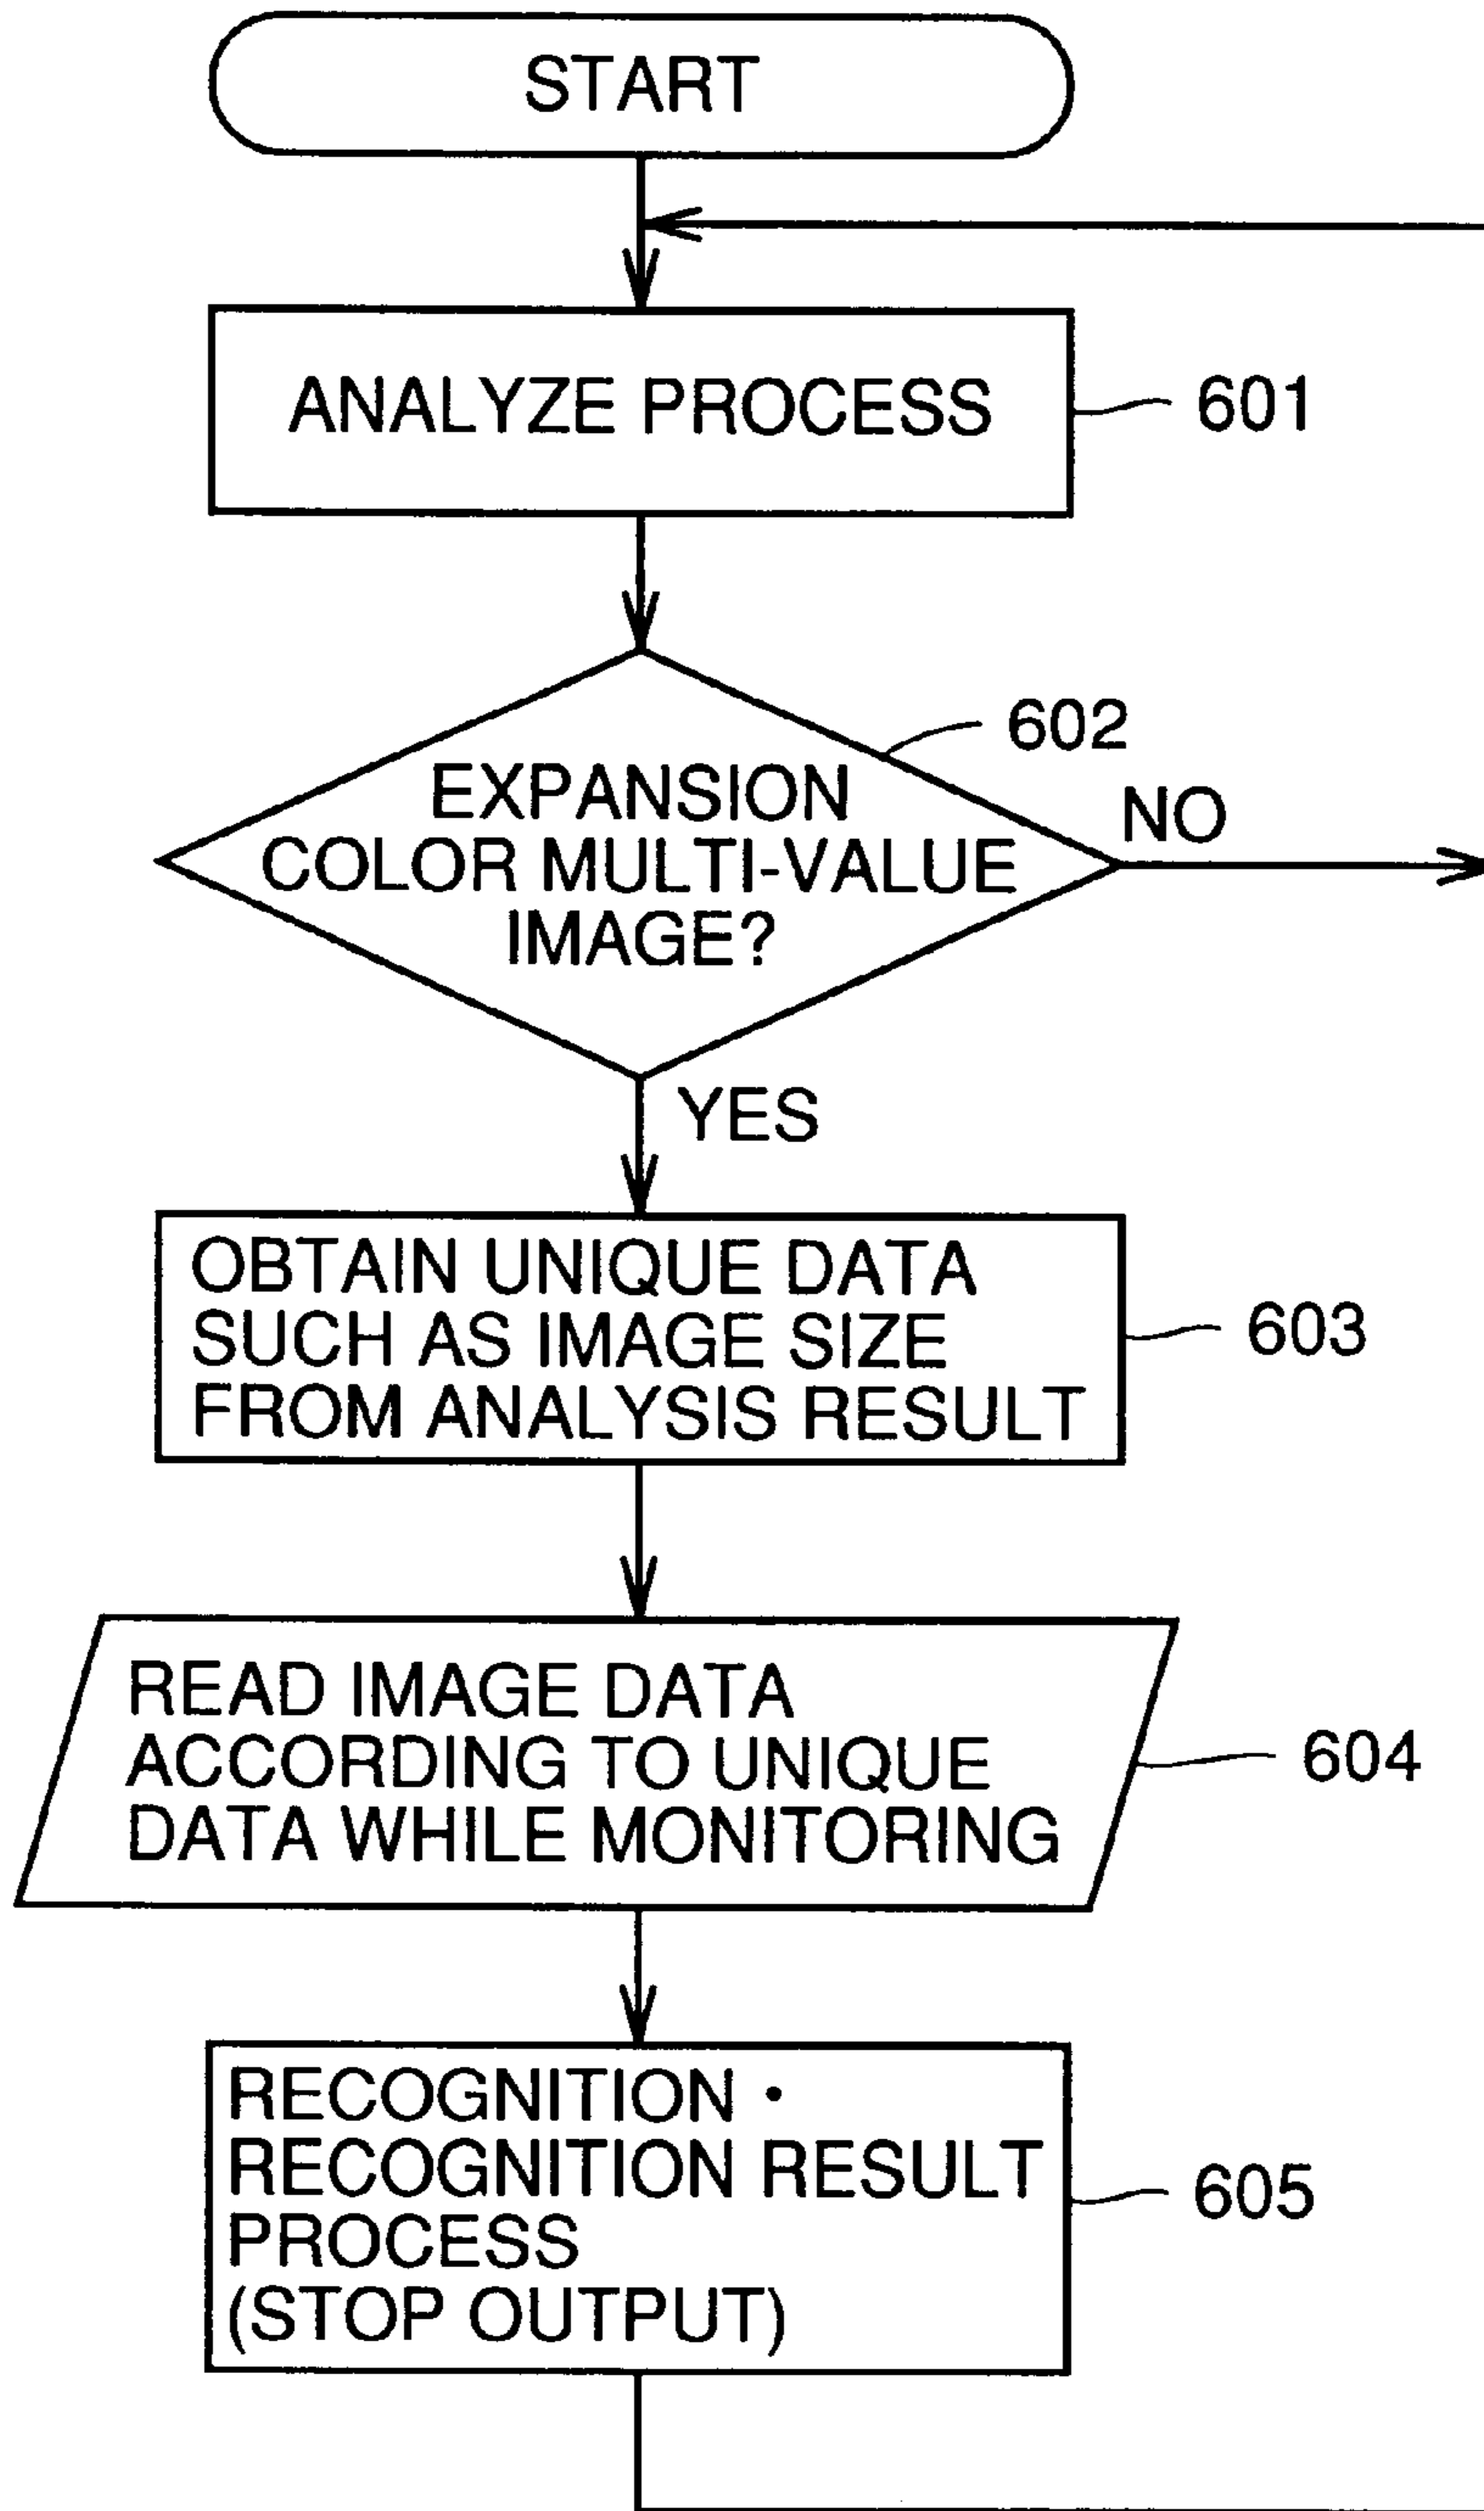 START
ANALYZE PROCESS
601
602
EXPANSION
COLOR MULTI-VALUE
IMAGE?
NO
YES
OBTAIN UNIQUE DATA
SUCH AS IMAGE SIZE
FROM ANALYSIS RESULT
603
READ IMAGE DATA
ACCORDING TO UNIQUE
DATA WHILE MONITORING
604
RECOGNITION •
RECOGNITION RESULT
PROCESS
(STOP OUTPUT)
605